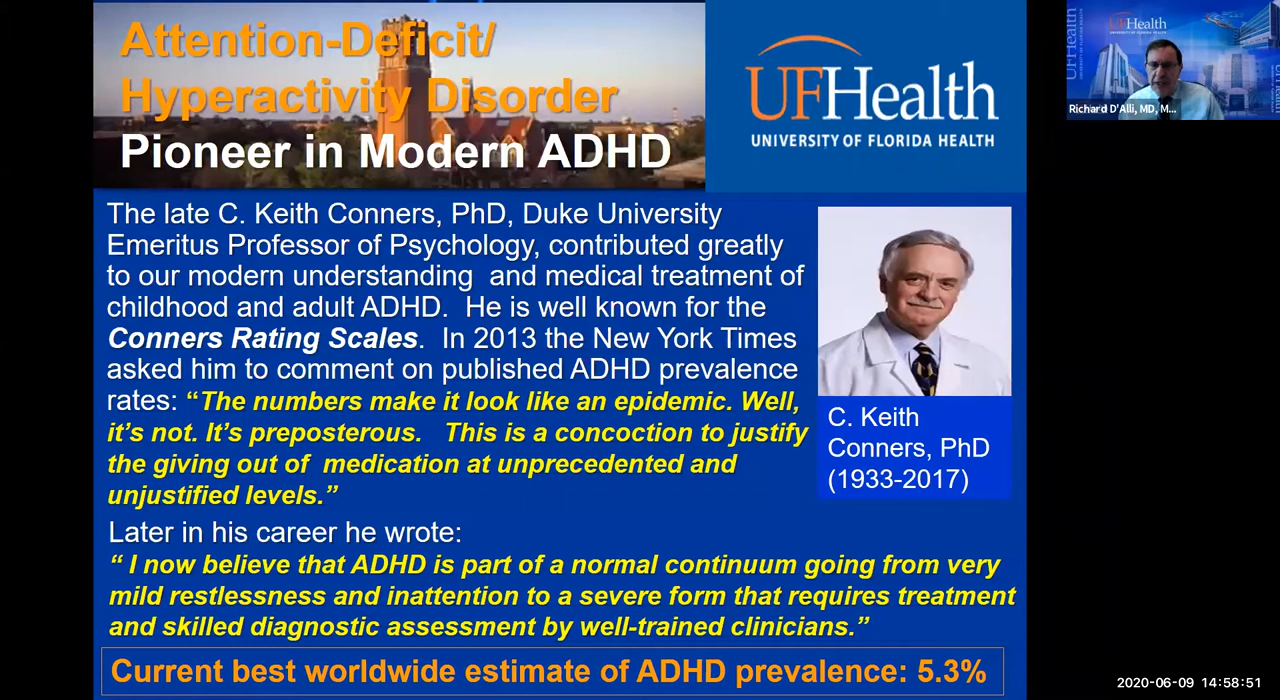 Attention-Deficit/
Hyperactivity Disorder
Pioneer in Modern ADHD
UFHealth
UNIVERSITY OF FLORIDA HEALTH
The late C. Keith Conners, PhD, Duke University
Emeritus Professor of Psychology, contributed greatly
to our modern understanding and medical treatment of
childhood and adult ADHD. He is well known for the
Conners Rating Scales. In 2013 the New York Times
asked him to comment on published ADHD prevalence
rates: “The numbers make it look like an epidemic. Well,
it’s not. It’s preposterous. This is a concoction to justify
the giving out of medication at unprecedented and
unjustified levels.”
C. Keith
Conners, PhD
(1933-2017)
Later in his career he wrote:
“ I now believe that ADHD is part of a normal continuum going from very
mild restlessness and inattention to a severe form that requires treatment
and skilled diagnostic assessment by well-trained clinicians.”
Current best worldwide estimate of ADHD prevalence: 5.3%
UFHealth
UFHealth
Richard D'Alli, MD, M...
2020-06-09 14:58:51